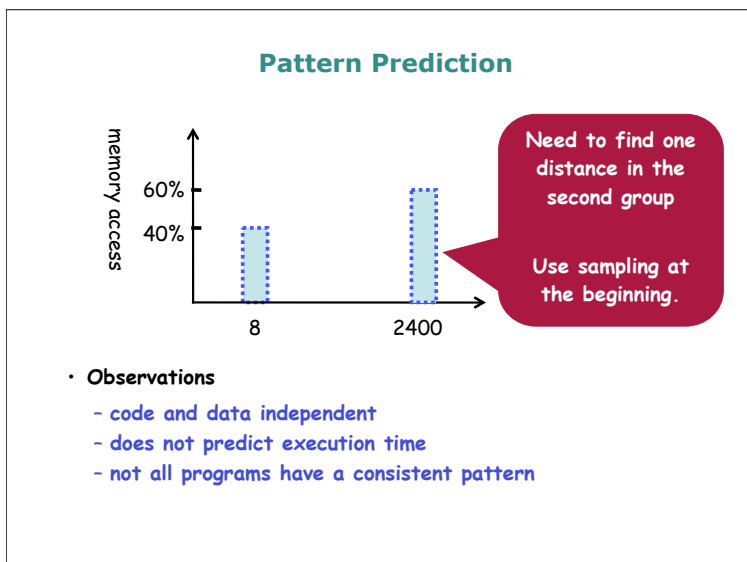 Pattern Prediction
memory access
60%
40%
8
2400
Need to find one
distance in the
second group
Use sampling at
the beginning.
• Observations
– code and data independent
– does not predict execution time
– not all programs have a consistent pattern